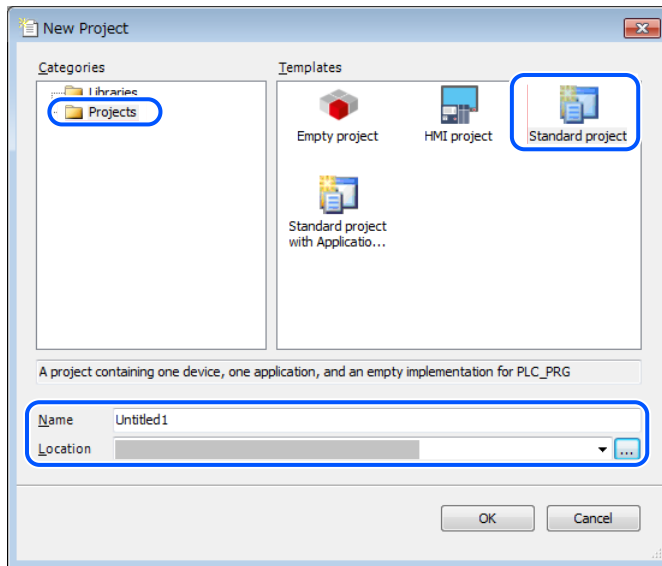 New Project
Categories
Templates
Libraries
Projects
Empty project
HMI project
Standard project
Standard project
with Applicatio...
A project containing one device, one application, and an empty implementation for PLC_PRG
Name
Untitled1
Location
...
OK
Cancel